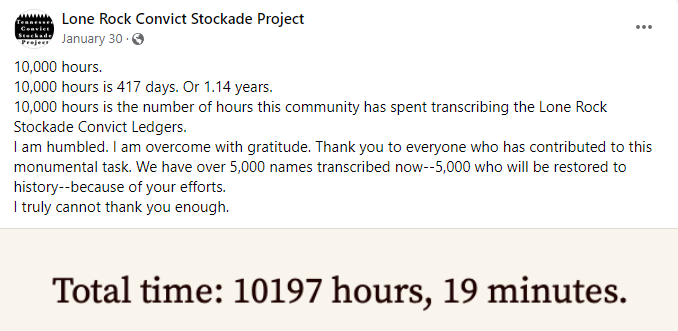 Tennessee
Convict
Stockade
Project
Lone Rock Convict Stockade Project
January 30 ·
10,000 hours.
10,000 hours is 417 days. Or 1.14 years.
10,000 hours is the number of hours this community has spent transcribing the Lone Rock
Stockade Convict Ledgers.
I am humbled. I am overcome with gratitude. Thank you to everyone who has contributed to this
monumental task. We have over 5,000 names transcribed now--5,000 who will be restored to
history--because of your efforts.
I truly cannot thank you enough.
Total time: 10197 hours, 19 minutes.